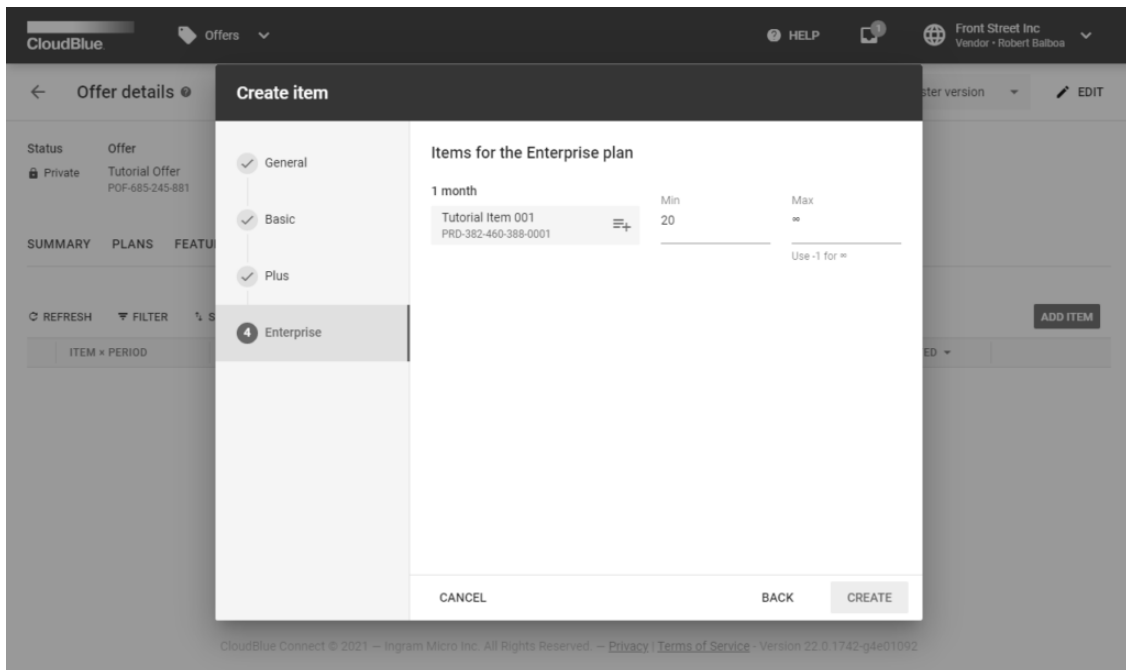 CloudBlue
Offers
HELP
1
Front Street Inc
Vendor • Robert Balboa
Offer details
Create item
ster version
EDIT
Status
Offer
Private
Tutorial Offer
POF-685-245-881
SUMMARY PLANS FEATU
REFRESH FILTER S
ADD ITEM
ITEM × PERIOD
ED
General
Basic
Plus
4 Enterprise
Items for the Enterprise plan
1 month
Tutorial Item 001
PRD-382-460-388-0001
Min
20
Max
∞
Use -1 for ∞
CANCEL
BACK
CREATE
CloudBlue Connect © 2021 — Ingram Micro Inc. All Rights Reserved. — Privacy | Terms of Service - Version 22.0.1742-g4e01092